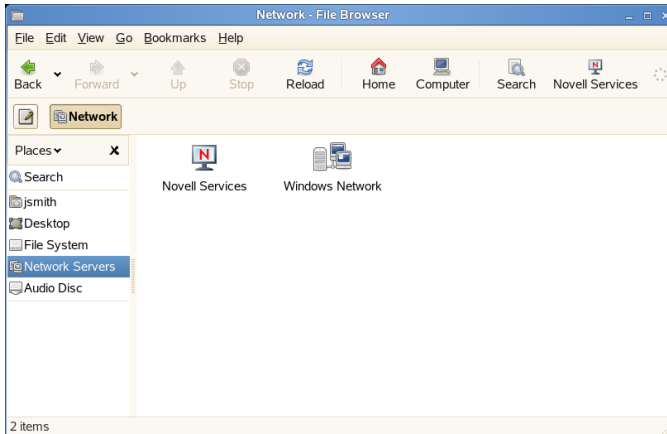 Network - File Browser
File Edit View Go Bookmarks Help
Back Forward Up Stop Reload Home Computer Search Novell Services
Network
Places
Search
jsmith
Desktop
File System
Network Servers
Audio Disc
N
Novell Services
Windows Network
2 items